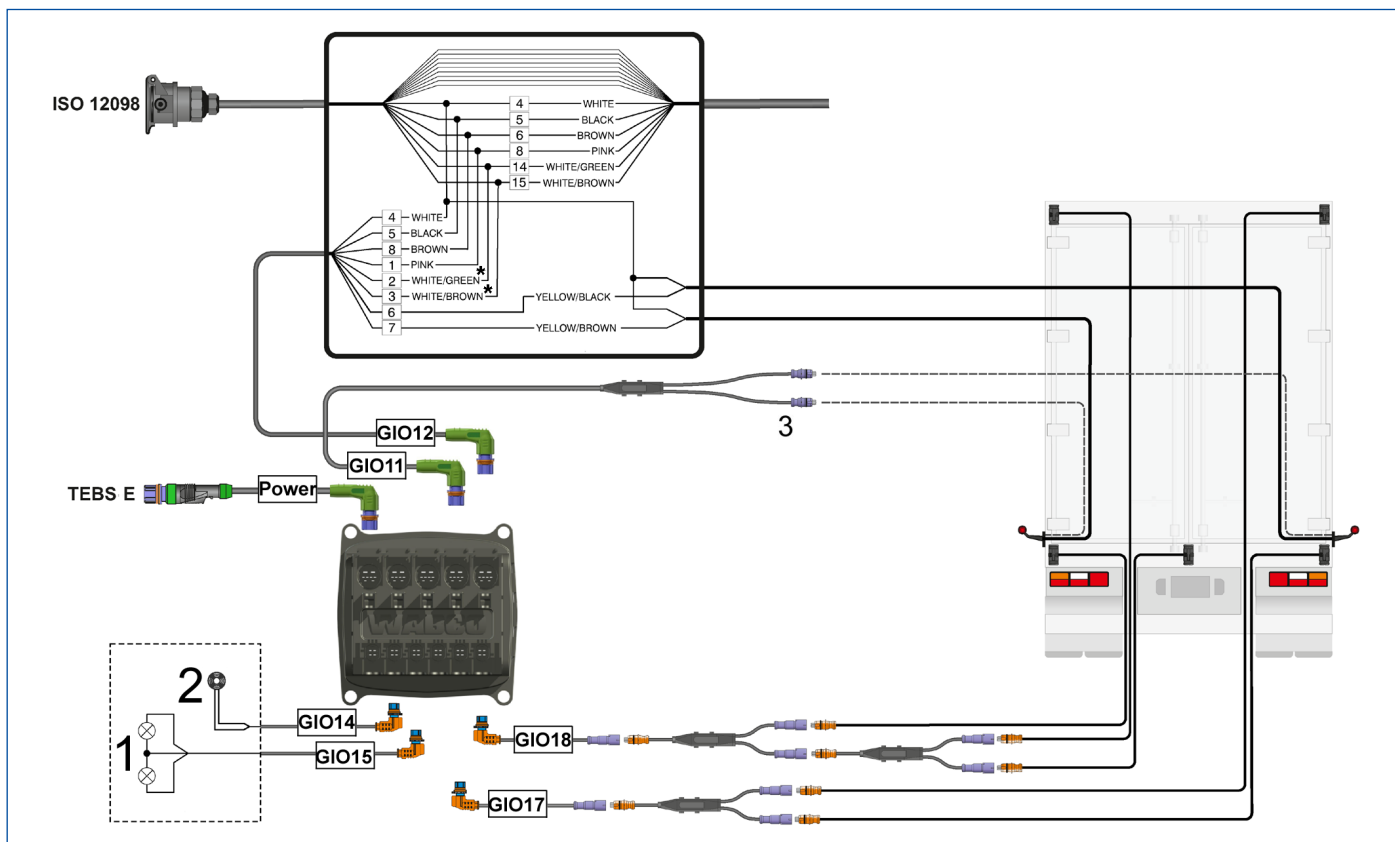 ISO 12098
4 WHITE
5 BLACK
6 BROWN
8 PINK
14 WHITE/GREEN
15 WHITE/BROWN
4 WHITE
5 BLACK
8 BROWN
1 PINK
2 WHITE/GREEN*
3 WHITE/BROWN*
6 YELLOW/BLACK
7 YELLOW/BROWN
3
GIO12
GIO11
TEBS E Power
WABCO
2
1
GIO14
GIO15
GIO18
GIO17